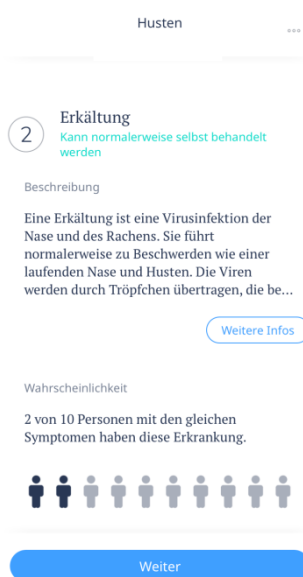 Husten
2
Erkältung
Kann normalerweise selbst behandelt
werden
Beschreibung
Eine Erkältung ist eine Virusinfektion der
Nase und des Rachens. Sie führt
normalerweise zu Beschwerden wie einer
laufenden Nase und Husten. Die Viren
werden durch Tröpfchen übertragen, die be...
Weitere Infos
Wahrscheinlichkeit
2 von 10 Personen mit den gleichen
Symptomen haben diese Erkrankung.
Weiter